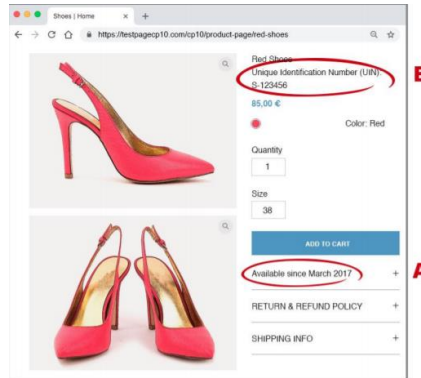 Shoes | Home
https://testpagecp10.com/cp10/product-page/red-shoes
Red Shoes
Unique Identification Number (UIN):
S-123456
85,00 €
Color: Red
Quantity
1
Size
38
ADD TO CART
Available since March 2017
RETURN & REFUND POLICY
SHIPPING INFO